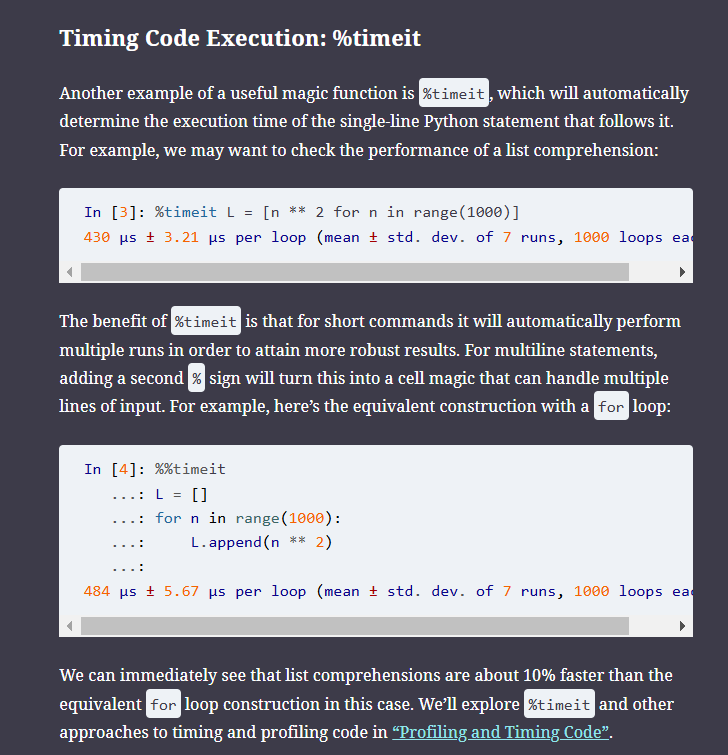 Timing Code Execution: %timeit
Another example of a useful magic function is %timeit, which will automatically
determine the execution time of the single-line Python statement that follows it.
For example, we may want to check the performance of a list comprehension:
In [3]: %timeit L = [n ** 2 for n in range(1000)]
430 µs ± 3.21 µs per loop (mean ± std. dev. of 7 runs, 1000 loops eac
The benefit of %timeit is that for short commands it will automatically perform
multiple runs in order to attain more robust results. For multiline statements,
adding a second % sign will turn this into a cell magic that can handle multiple
lines of input. For example, here’s the equivalent construction with a for loop:
In [4]: %%timeit
   ...: L = []
   ...: for n in range(1000):
   ...:     L.append(n ** 2)
   ...:
484 µs ± 5.67 µs per loop (mean ± std. dev. of 7 runs, 1000 loops eac
We can immediately see that list comprehensions are about 10% faster than the
equivalent for loop construction in this case. We’ll explore %timeit and other
approaches to timing and profiling code in “Profiling and Timing Code”.